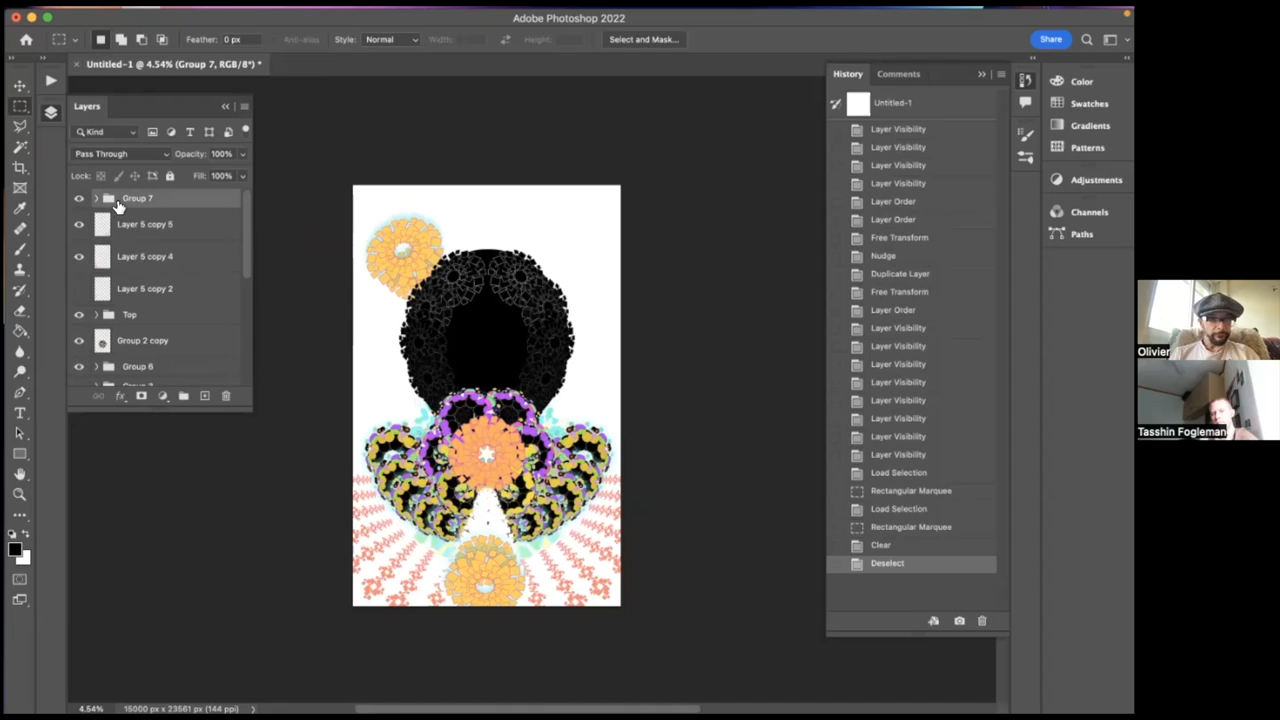 Adobe Photoshop 2022
Feather: 0 px Anti-alias Style: Normal Width: Height: Select and Mask... Share
Untitled-1 @ 4.54% (Group 7, RGB/8*) *
Layers
Kind
Pass Through Opacity: 100%
Lock: Fill: 100%
Group 7
Layer 5 copy 5
Layer 5 copy 4
Layer 5 copy 2
Top
Group 2 copy
Group 6
History Comments
Untitled-1
Layer Visibility
Layer Visibility
Layer Visibility
Layer Visibility
Layer Order
Layer Order
Free Transform
Nudge
Duplicate Layer
Free Transform
Layer Order
Layer Visibility
Layer Visibility
Layer Visibility
Layer Visibility
Layer Visibility
Layer Visibility
Layer Visibility
Layer Visibility
Load Selection
Rectangular Marquee
Load Selection
Rectangular Marquee
Clear
Deselect
Color
Swatches
Gradients
Patterns
Adjustments
Channels
Paths
Olivier
Tasshin Fogleman
4.54% 15000 px x 23561 px (144 ppi)